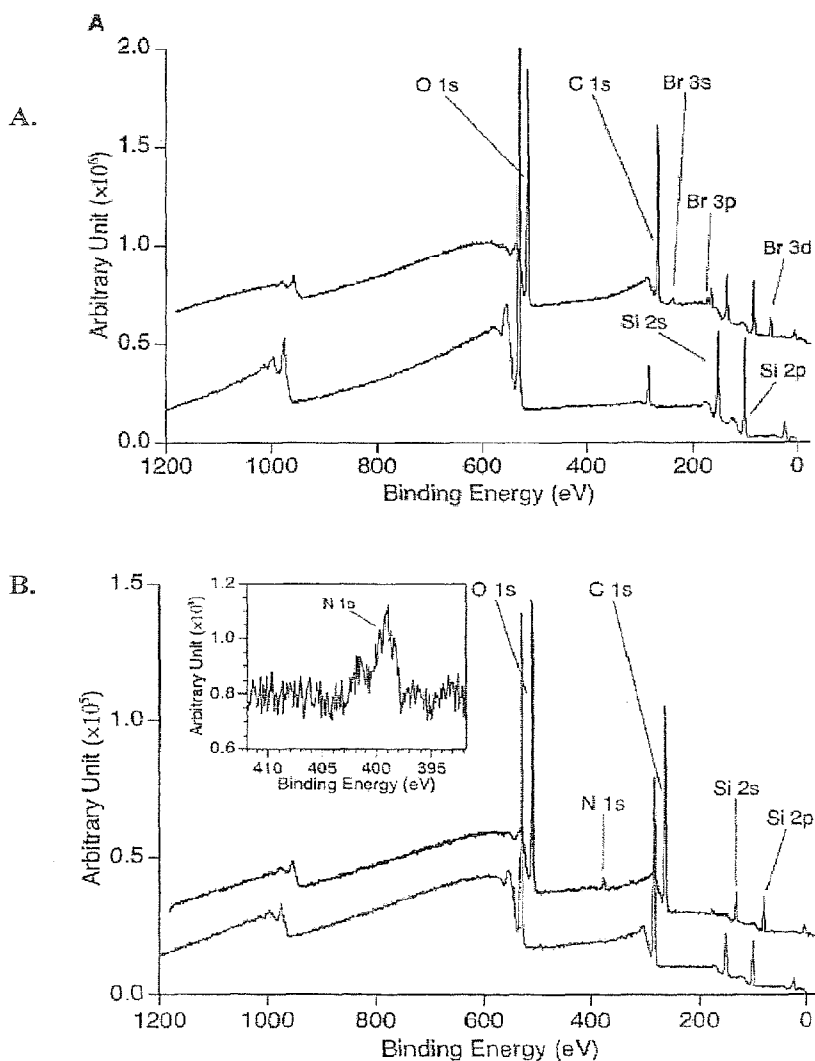 A
A.
2.0
1.5
1.0
0.5
0.0
Arbitrary Unit (×10⁶)
O 1s
C 1s
Br 3s
Br 3p
Br 3d
Si 2s
Si 2p
1200 1000 800 600 400 200 0
Binding Energy (eV)
B.
1.5
1.0
0.5
0.0
Arbitrary Unit (×10⁵)
1.2
1.0
0.8
0.6
Arbitrary Unit (×10³)
N 1s
410 405 400 395
Binding Energy (eV)
O 1s
C 1s
N 1s
Si 2s
Si 2p
1200 1000 800 600 400 200 0
Binding Energy (eV)